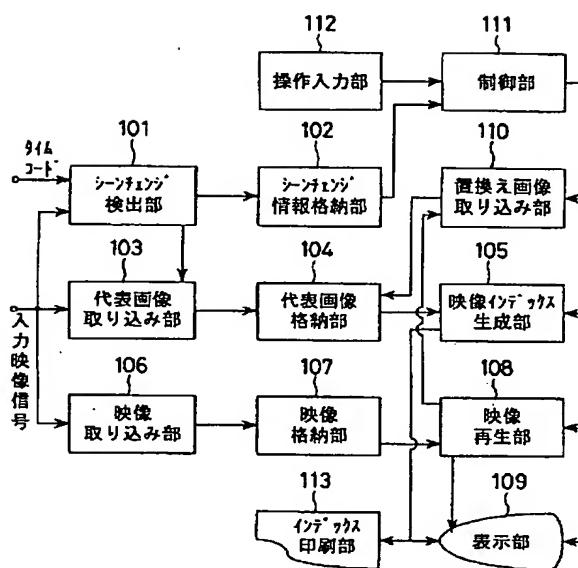 112
操作入力部
111
制御部
タイム
コード
101
シーンチェンジ
検出部
102
シーンチェンジ
情報格納部
110
置換え画像
取り込み部
103
代表画像
取り込み部
104
代表画像
格納部
105
映像インデックス
生成部
入力映像信号
106
映像
取り込み部
107
映像
格納部
108
映像
再生部
113
インデックス
印刷部
109
表示部